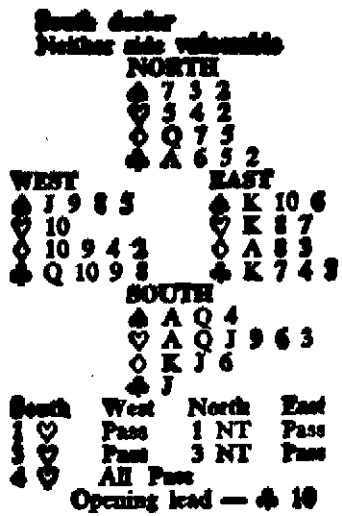 South dealer
Neither side vulnerable
NORTH
♠ 7 3 2
♡ 5 4 2
♢ Q 7 5
♣ A 6 5 2
WEST EAST
♠ J 9 8 5 ♠ K 10 6
♡ 10 ♡ K 8 7
♢ 10 9 4 2 ♢ A 8 3
♣ Q 10 9 8 ♣ K 7 4 3
SOUTH
♠ A Q 4
♡ A Q J 9 6 3
♢ K J 6
♣ J
South West North East
1 ♡ Pass 1 NT Pass
3 ♡ Pass 3 NT Pass
4 ♡ All Pass
Opening lead — ♣ 10